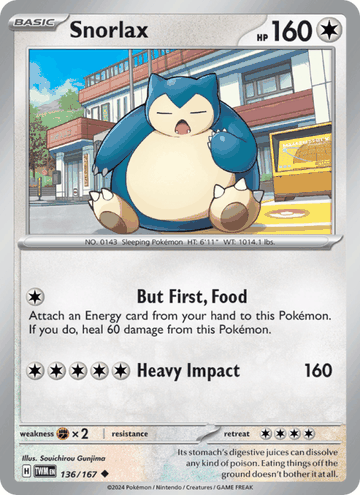 BASIC Snorlax HP 160
NO. 0143 Sleeping Pokémon HT: 6'11" WT: 1014.1 lbs.
But First, Food
Attach an Energy card from your hand to this Pokémon.
If you do, heal 60 damage from this Pokémon.
Heavy Impact 160
weakness ×2 resistance retreat
Illus. Souichirou Gunjima
H TWM EN 136/167
Its stomach's digestive juices can dissolve
any kind of poison. Eating things off the
ground doesn't bother it at all.
©2024 Pokémon / Nintendo / Creatures / GAME FREAK